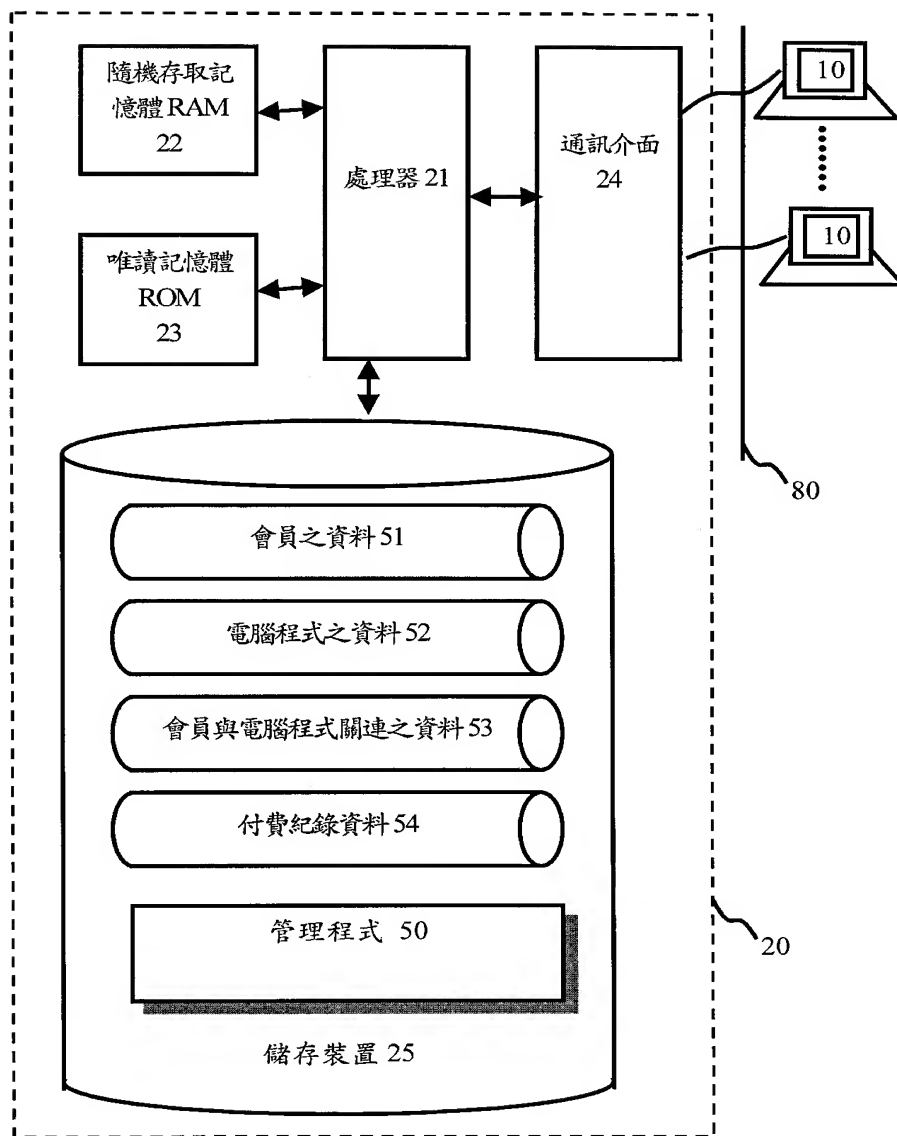 隨機存取記
憶體 RAM
22
唯讀記憶體
ROM
23
處理器 21
通訊介面
24
10
10
80
會員之資料 51
電腦程式之資料 52
會員與電腦程式關連之資料 53
付費紀錄資料 54
管理程式 50
儲存裝置 25
20